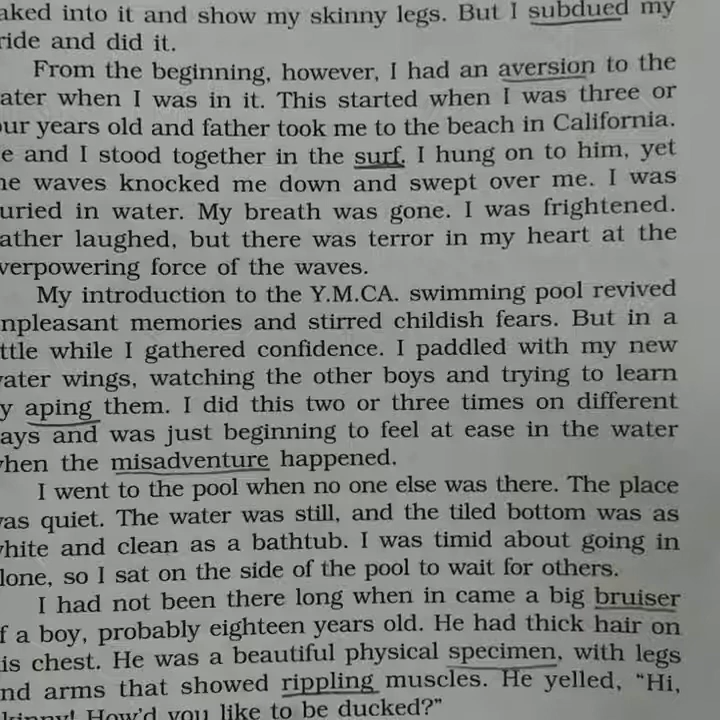 aked into it and show my skinny legs. But I subdued my
ride and did it.
From the beginning, however, I had an aversion to the
ater when I was in it. This started when I was three or
ur years old and father took me to the beach in California.
e and I stood together in the surf. I hung on to him, yet
he waves knocked me down and swept over me. I was
uried in water. My breath was gone. I was frightened.
ather laughed, but there was terror in my heart at the
verpowering force of the waves.
My introduction to the Y.M.CA. swimming pool revived
npleasant memories and stirred childish fears. But in a
ttle while I gathered confidence. I paddled with my new
ater wings, watching the other boys and trying to learn
y aping them. I did this two or three times on different
ays and was just beginning to feel at ease in the water
hen the misadventure happened.
I went to the pool when no one else was there. The place
as quiet. The water was still, and the tiled bottom was as
hite and clean as a bathtub. I was timid about going in
lone, so I sat on the side of the pool to wait for others.
I had not been there long when in came a big bruiser
f a boy, probably eighteen years old. He had thick hair on
is chest. He was a beautiful physical specimen, with legs
nd arms that showed rippling muscles. He yelled, “Hi,
kinny! How’d you like to be ducked?”